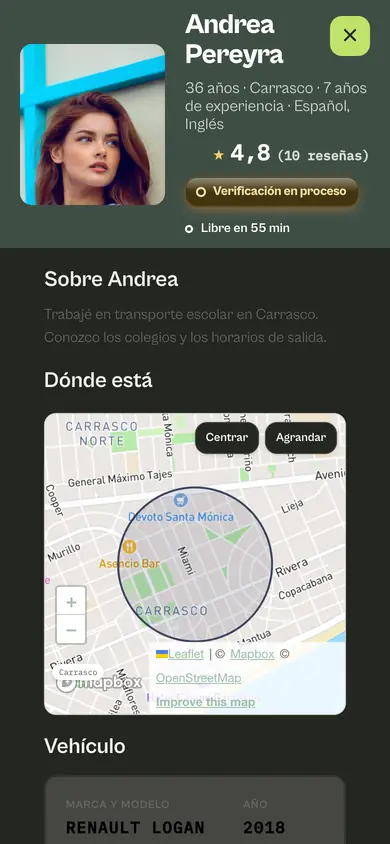 Andrea
Pereyra
36 años · Carrasco · 7 años
de experiencia · Español,
Inglés
★ 4,8 (10 reseñas)
Verificación en proceso
Libre en 55 min
Sobre Andrea
Trabajé en transporte escolar en Carrasco.
Conozco los colegios y los horarios de salida.
Dónde está
CARRASCO
NORTE
Centrar
Agrandar
General Máximo Tajes
Cooper
Devoto Santa Mónica
Lieja
Murillo
Asencio Bar
Miami
Rivera
Copacabana
CARRASCO
+
−
Carrasco
mapbox
Leaflet | © Mapbox ©
OpenStreetMap
Improve this map
Vehículo
MARCA Y MODELO
AÑO
RENAULT LOGAN
2018